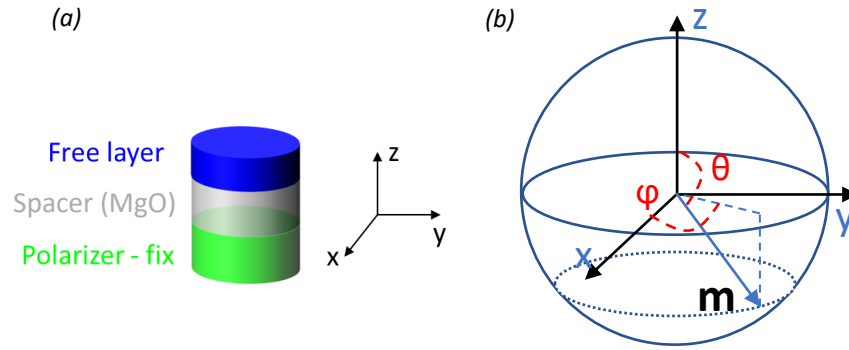 (a)
Free layer
Spacer (MgO)
Polarizer - fix
z
y
x
(b)
z
θ
φ
y
x
m